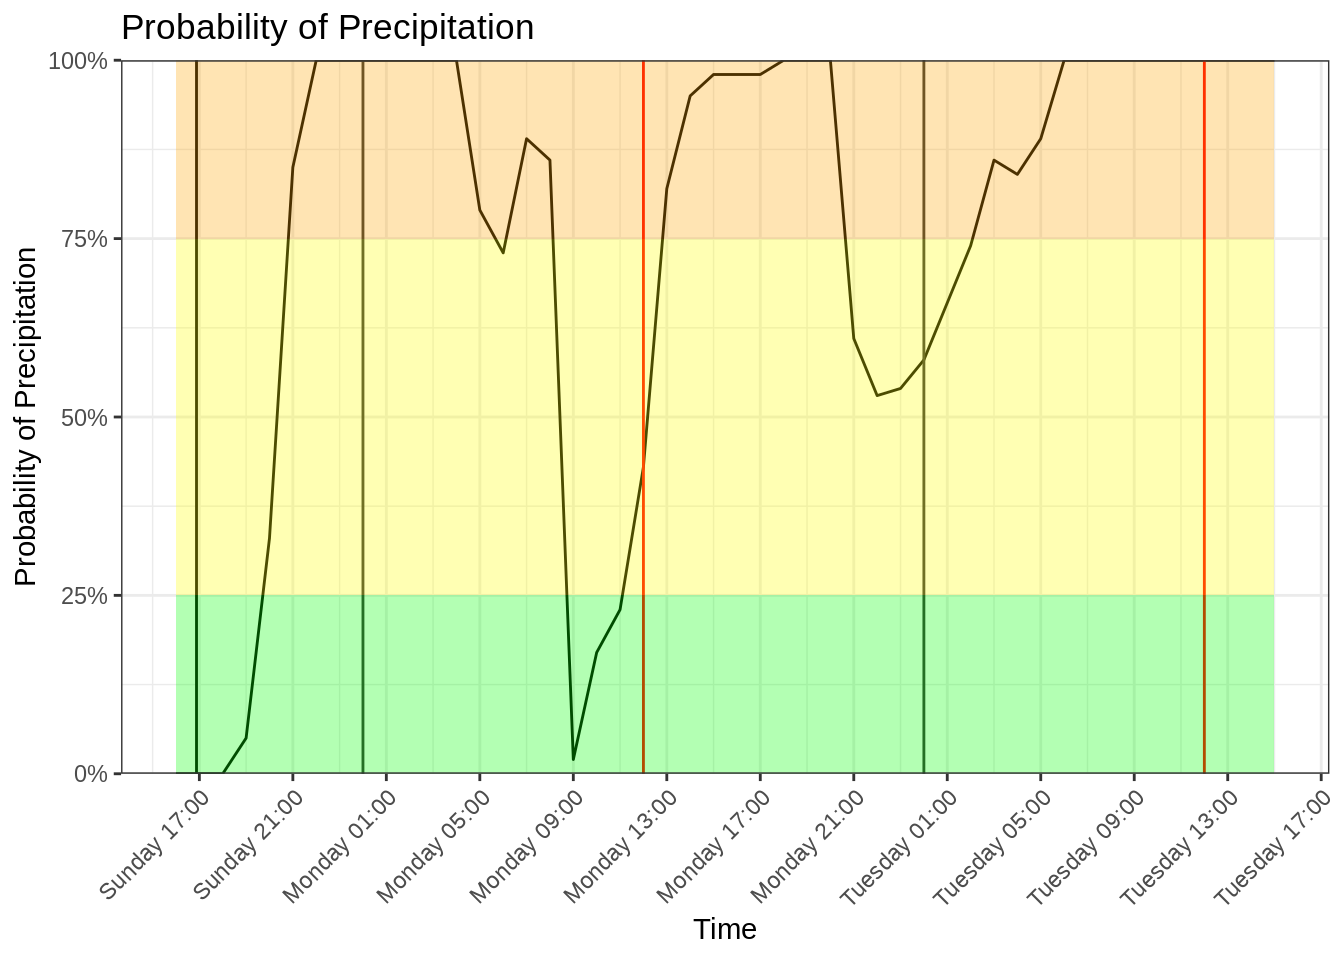 Probability of Precipitation
Probability of Precipitation
100%
75%
50%
25%
0%
Sunday 17:00
Sunday 21:00
Monday 01:00
Monday 05:00
Monday 09:00
Monday 13:00
Monday 17:00
Monday 21:00
Tuesday 01:00
Tuesday 05:00
Tuesday 09:00
Tuesday 13:00
Tuesday 17:00
Time